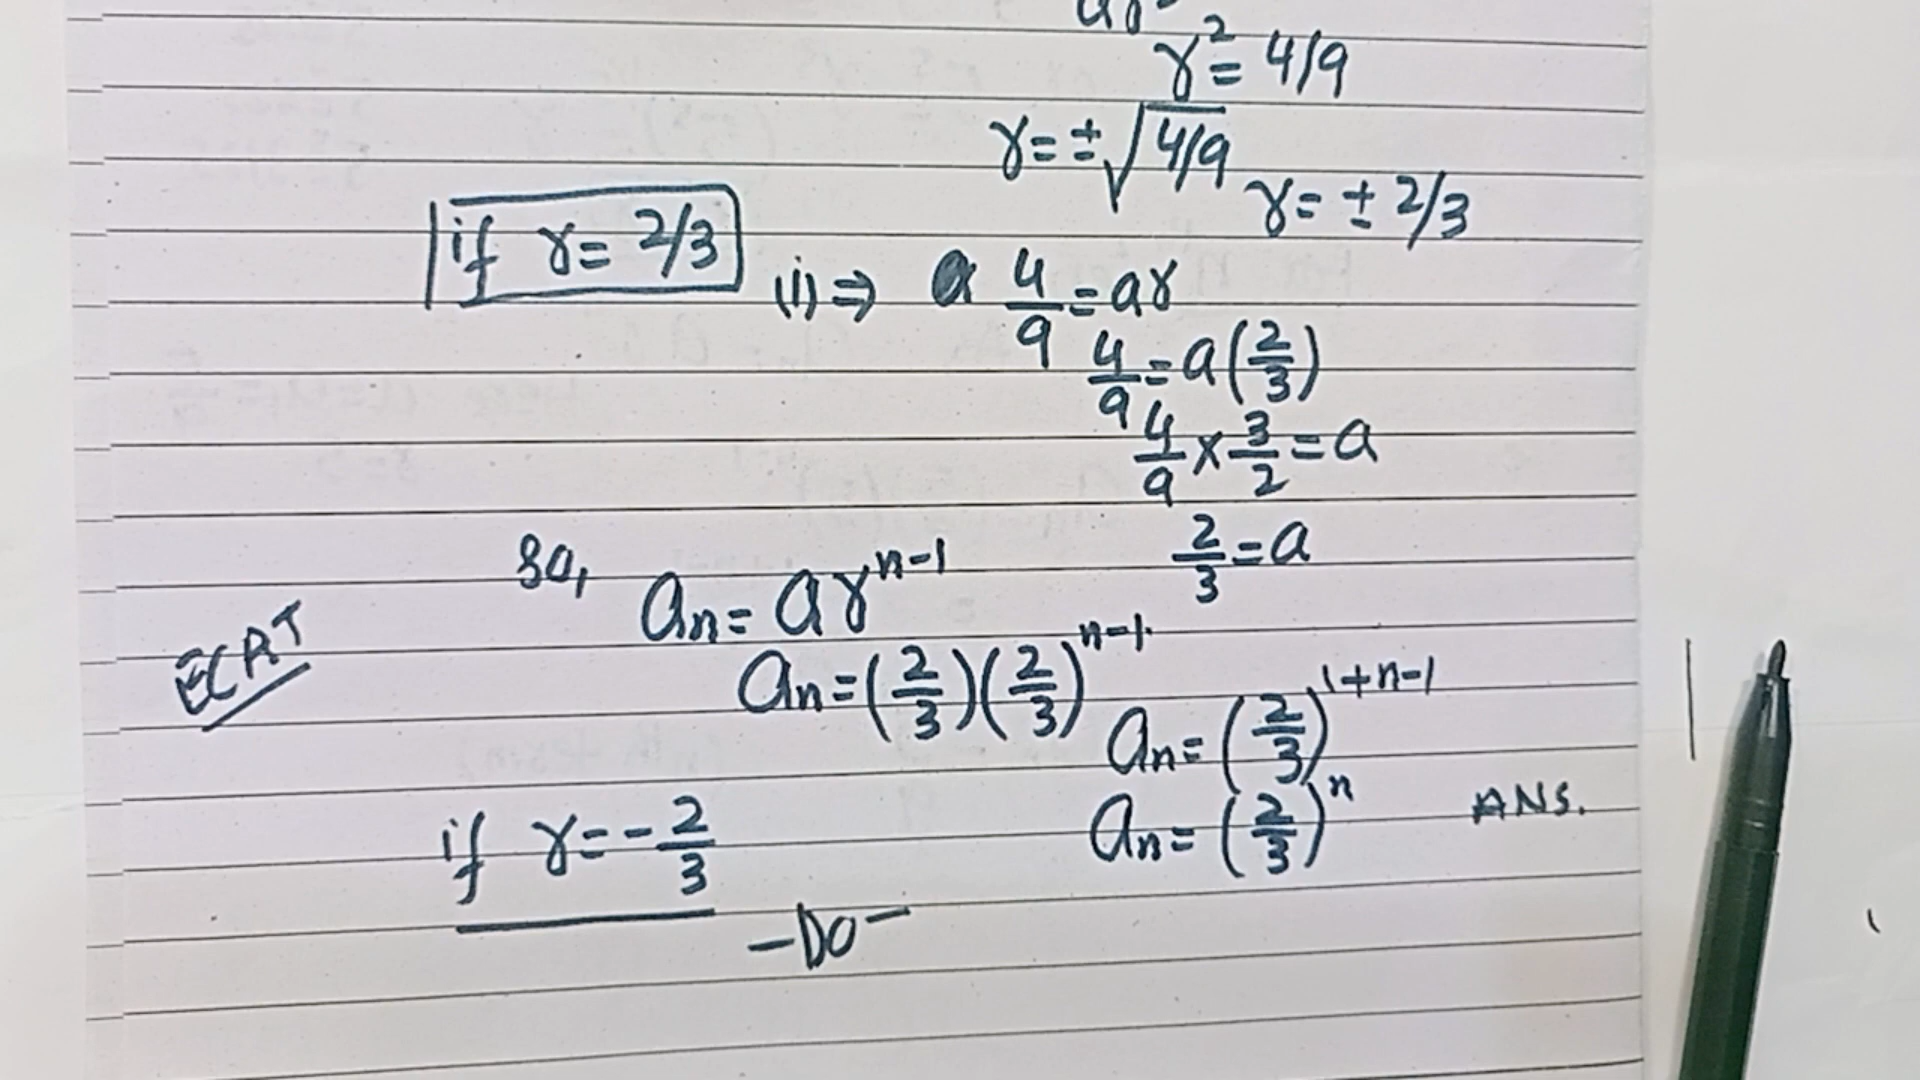 γ² = 4/9
γ = ± √4/9
γ = ± 2/3
if γ = 2/3
(i) ⇒ 4/9 = aγ
4/9 = a(2/3)
4/9 × 3/2 = a
2/3 = a
So, an = aγ^n-1
ECRT
an = (2/3)(2/3)^n-1
an = (2/3)^1+n-1
an = (2/3)^n ANS.
if γ = -2/3
-DO-